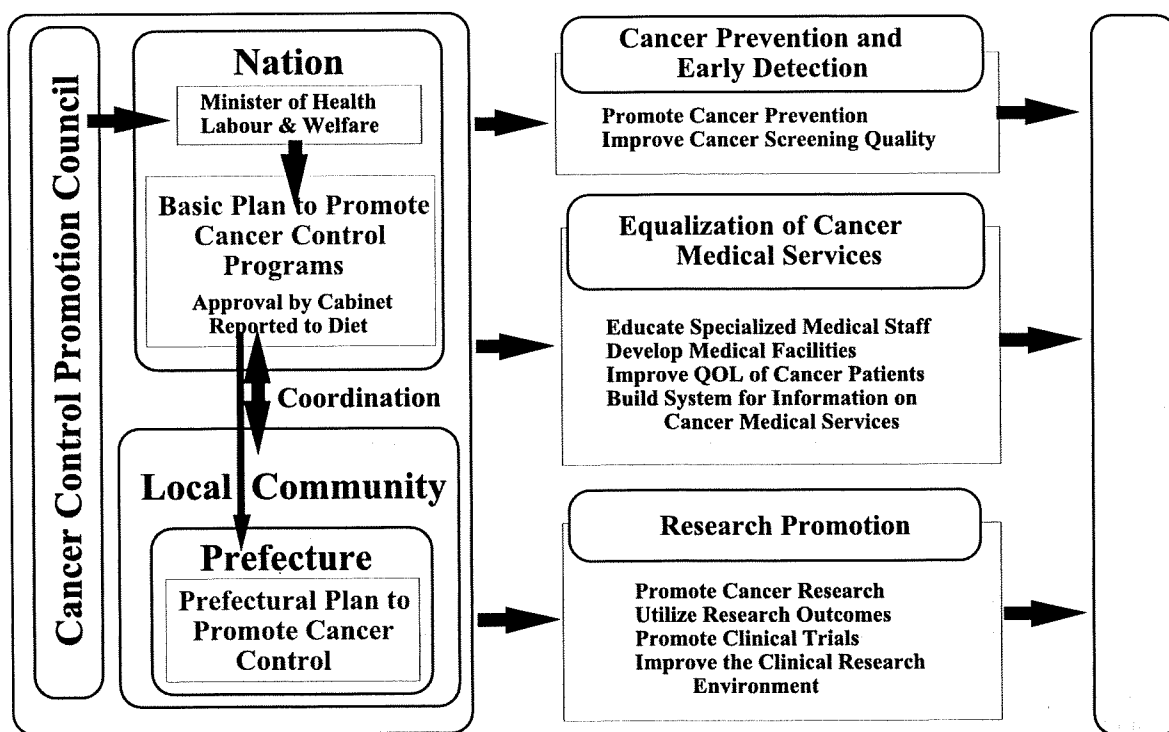 Cancer Control Promotion Council
Nation
Minister of Health
Labour & Welfare
Basic Plan to Promote
Cancer Control
Programs
Approval by Cabinet
Reported to Diet
Coordination
Local Community
Prefecture
Prefectural Plan to
Promote Cancer
Control
Cancer Prevention and
Early Detection
Promote Cancer Prevention
Improve Cancer Screening Quality
Equalization of Cancer
Medical Services
Educate Specialized Medical Staff
Develop Medical Facilities
Improve QOL of Cancer Patients
Build System for Information on
Cancer Medical Services
Research Promotion
Promote Cancer Research
Utilize Research Outcomes
Promote Clinical Trials
Improve the Clinical Research
Environment